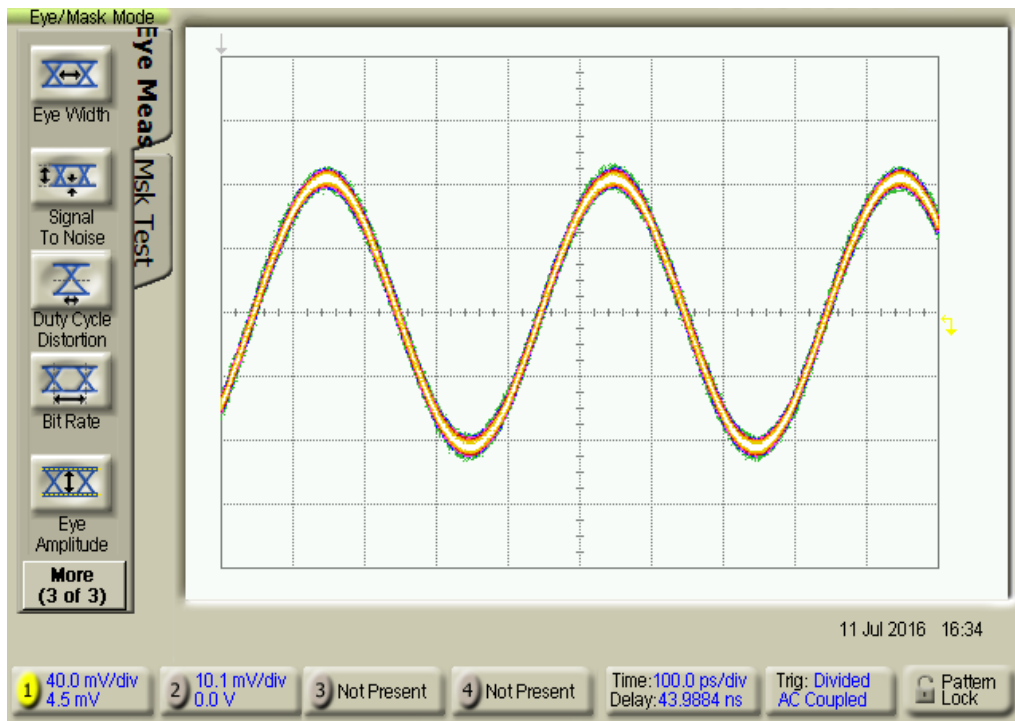 Eye/Mask Mode
Eye Meas
Msk Test
Eye Width
Signal
To Noise
Duty Cycle
Distortion
Bit Rate
Eye
Amplitude
More
(3 of 3)
11 Jul 2016 16:34
1
40.0 mV/div
4.5 mV
2
10.1 mV/div
0.0 V
3 Not Present
4 Not Present
Time:100.0 ps/div
Delay:43.9884 ns
Trig: Divided
AC Coupled
Pattern
Lock